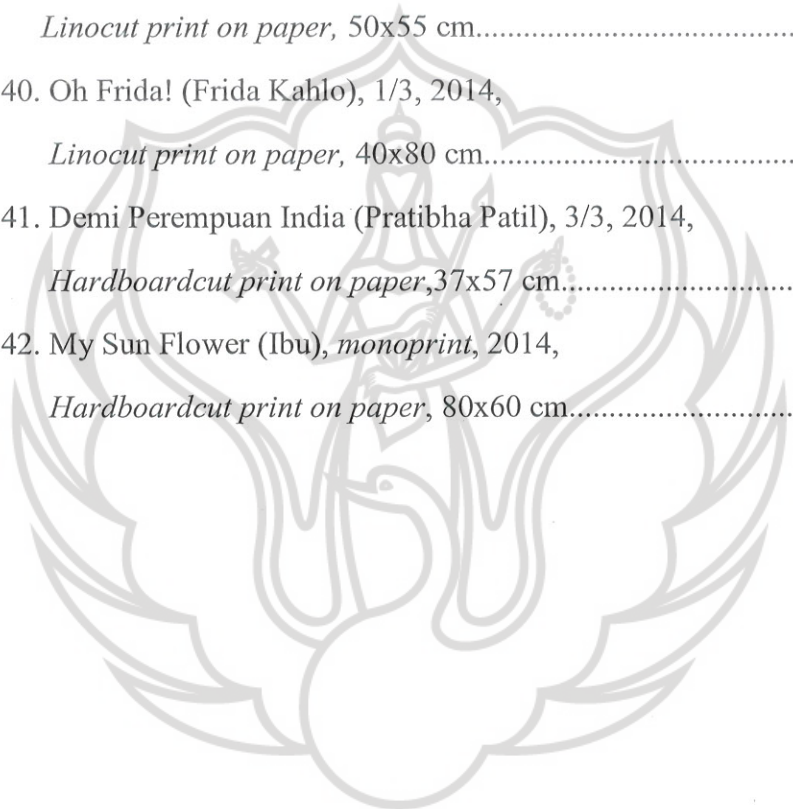 Linocut print on paper, 50x55 cm........................................
40. Oh Frida! (Frida Kahlo), 1/3, 2014,
Linocut print on paper, 40x80 cm.......................................
41. Demi Perempuan India (Pratibha Patil), 3/3, 2014,
Hardboardcut print on paper,37x57 cm.............................
42. My Sun Flower (Ibu), monoprint, 2014,
Hardboardcut print on paper, 80x60 cm............................